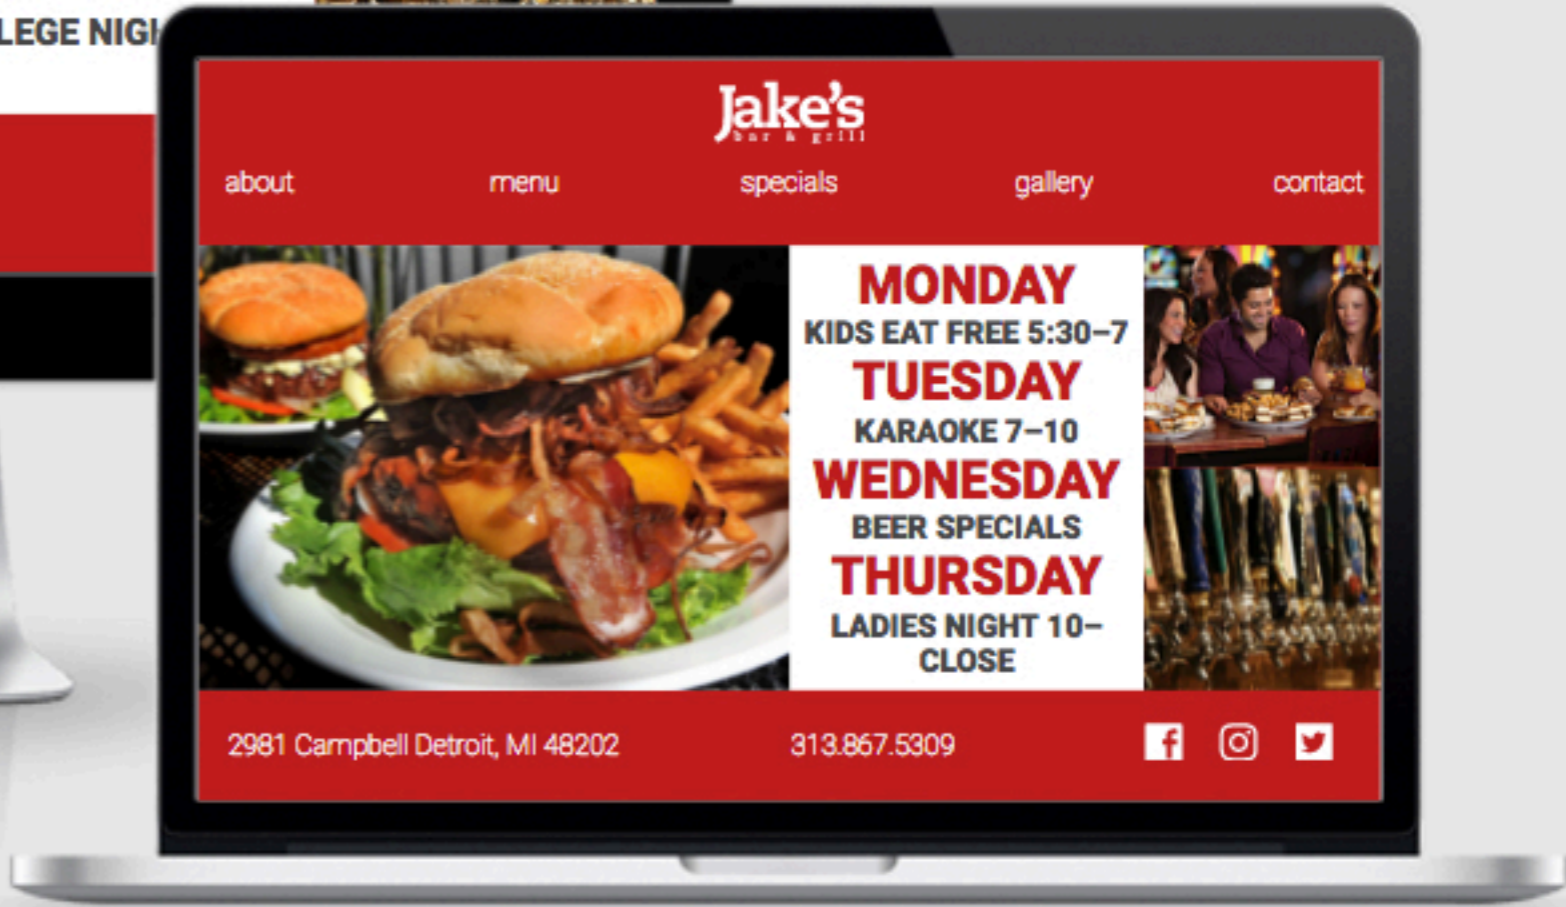 LEGE NIGH
Jake's
bar & grill
about menu specials gallery contact
MONDAY
KIDS EAT FREE 5:30–7
TUESDAY
KARAOKE 7–10
WEDNESDAY
BEER SPECIALS
THURSDAY
LADIES NIGHT 10–
CLOSE
2981 Campbell Detroit, MI 48202 313.867.5309